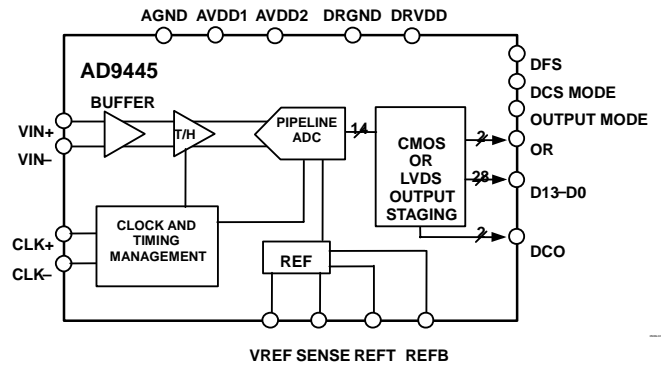 AGND AVDD1 AVDD2 DRGND DRVDD
AD9445
DFS
DCS MODE
OUTPUT MODE
OR
D13–D0
DCO
BUFFER
VIN+
VIN–
T/H
PIPELINE
ADC
14
CMOS
OR
LVDS
OUTPUT
STAGING
2
28
2
CLOCK AND
TIMING
MANAGEMENT
CLK+
CLK–
REF
VREF SENSE REFT REFB